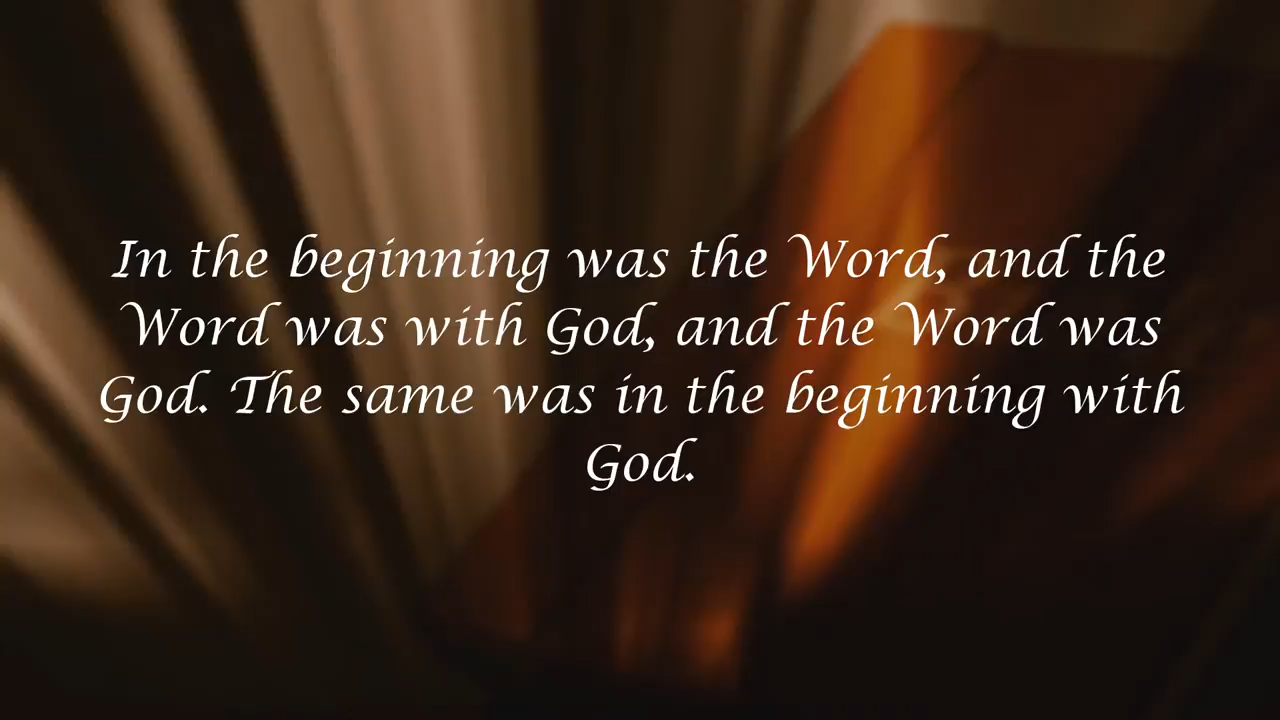 In the beginning was the Word, and the
Word was with God, and the Word was
God. The same was in the beginning with
God.